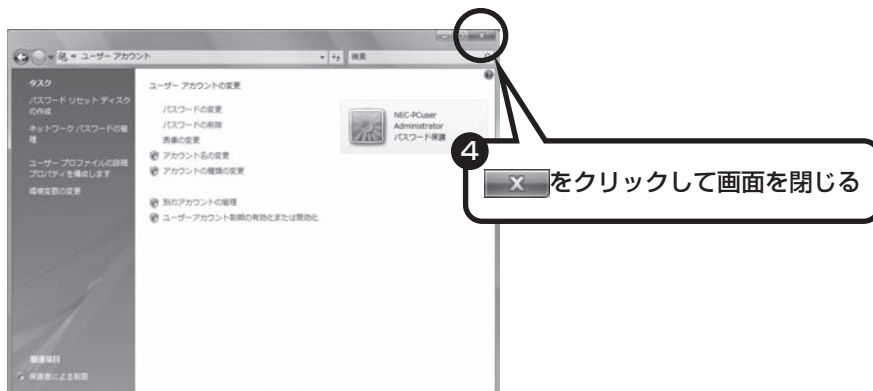 ユーザー アカウント
検索
タスク
パスワード リセット ディスク
の作成
ネットワーク パスワードの管
理
ユーザー プロファイルの詳細
プロパティを構成します
環境変数の変更
関連項目
保護者による制限
ユーザー アカウントの変更
パスワードの変更
パスワードの削除
画像の変更
アカウント名の変更
アカウントの種類の変更
別のアカウントの管理
ユーザーアカウント制御の有効化または無効化
NEC-PCuser
Administrator
パスワード保護
4
X をクリックして画面を閉じる